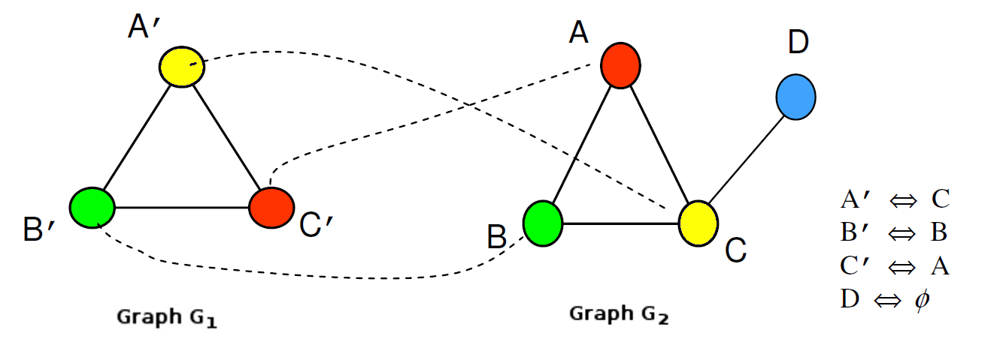 A′
B′
C′
Graph G₁
A
D
B
C
Graph G₂
A′ ⇔ C
B′ ⇔ B
C′ ⇔ A
D ⇔ ϕ